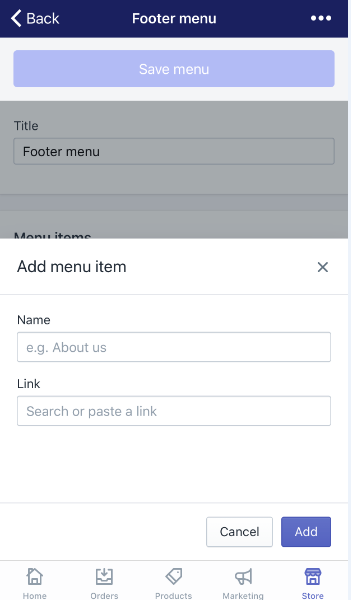 Back
Footer menu
Save menu
Title
Footer menu
Menu items
Add menu item
Name
e.g. About us
Link
Search or paste a link
Cancel
Add
Home
Orders
Products
Marketing
Store